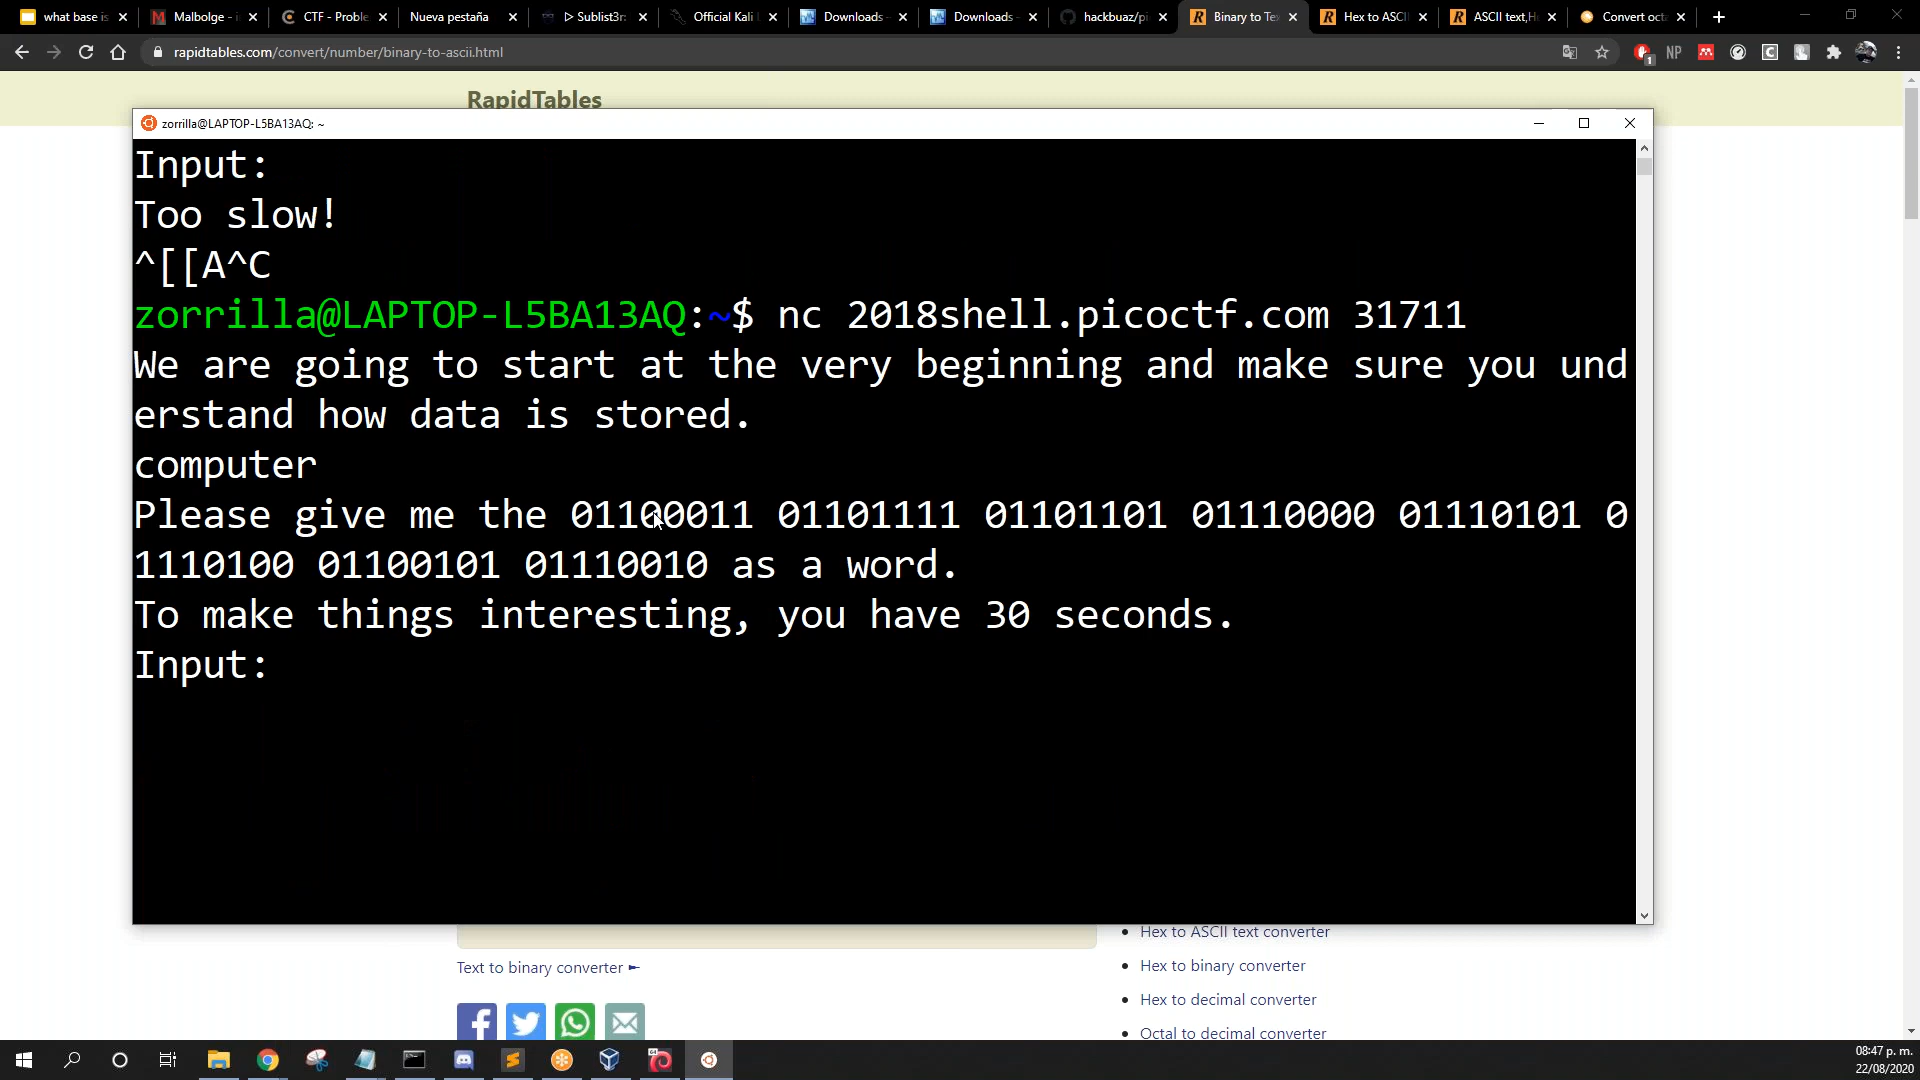 what base is
Malbolge - i
CTF - Proble
Nueva pestaña
▷ Sublist3r:
Official Kali L
Downloads -
Downloads -
hackbuaz/pi
Binary to Tex
Hex to ASCII
ASCII text,H
Convert octa
rapidtables.com/convert/number/binary-to-ascii.html
NP
1
RapidTables
zorrilla@LAPTOP-L5BA13AQ: ~
Input:
Too slow!
^[[A^C
zorrilla@LAPTOP-L5BA13AQ:~$ nc 2018shell.picoctf.com 31711
We are going to start at the very beginning and make sure you und
erstand how data is stored.
computer
Please give me the 01100011 01101111 01101101 01110000 01110101 0
1110100 01100101 01110010 as a word.
To make things interesting, you have 30 seconds.
Input:
Hex to ASCII text converter
Text to binary converter ►
Hex to binary converter
Hex to decimal converter
Octal to decimal converter
08:47 p. m.
22/08/2020